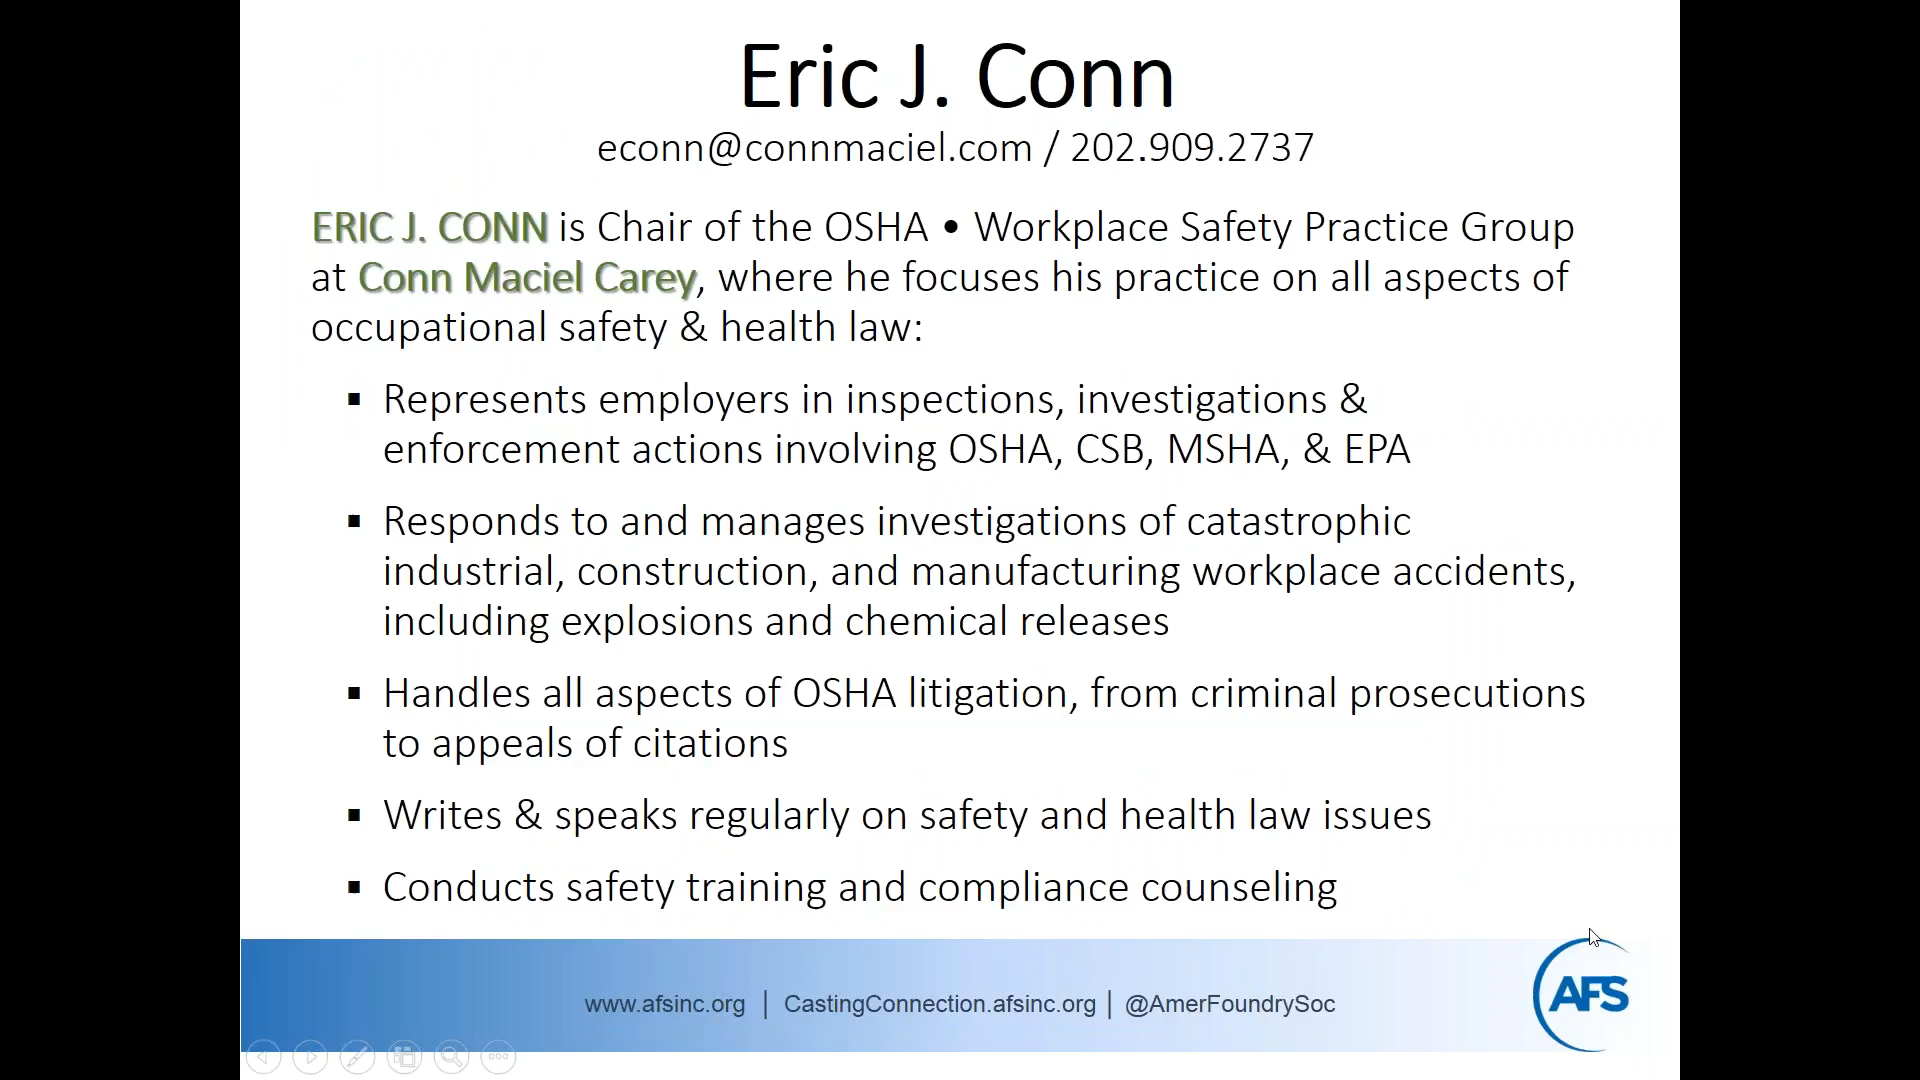 Eric J. Conn
econn@connmaciel.com / 202.909.2737
ERIC J. CONN is Chair of the OSHA • Workplace Safety Practice Group
at Conn Maciel Carey, where he focuses his practice on all aspects of
occupational safety & health law:
▪ Represents employers in inspections, investigations &
enforcement actions involving OSHA, CSB, MSHA, & EPA
▪ Responds to and manages investigations of catastrophic
industrial, construction, and manufacturing workplace accidents,
including explosions and chemical releases
▪ Handles all aspects of OSHA litigation, from criminal prosecutions
to appeals of citations
▪ Writes & speaks regularly on safety and health law issues
▪ Conducts safety training and compliance counseling
www.afsinc.org | CastingConnection.afsinc.org | @AmerFoundrySoc
AFS